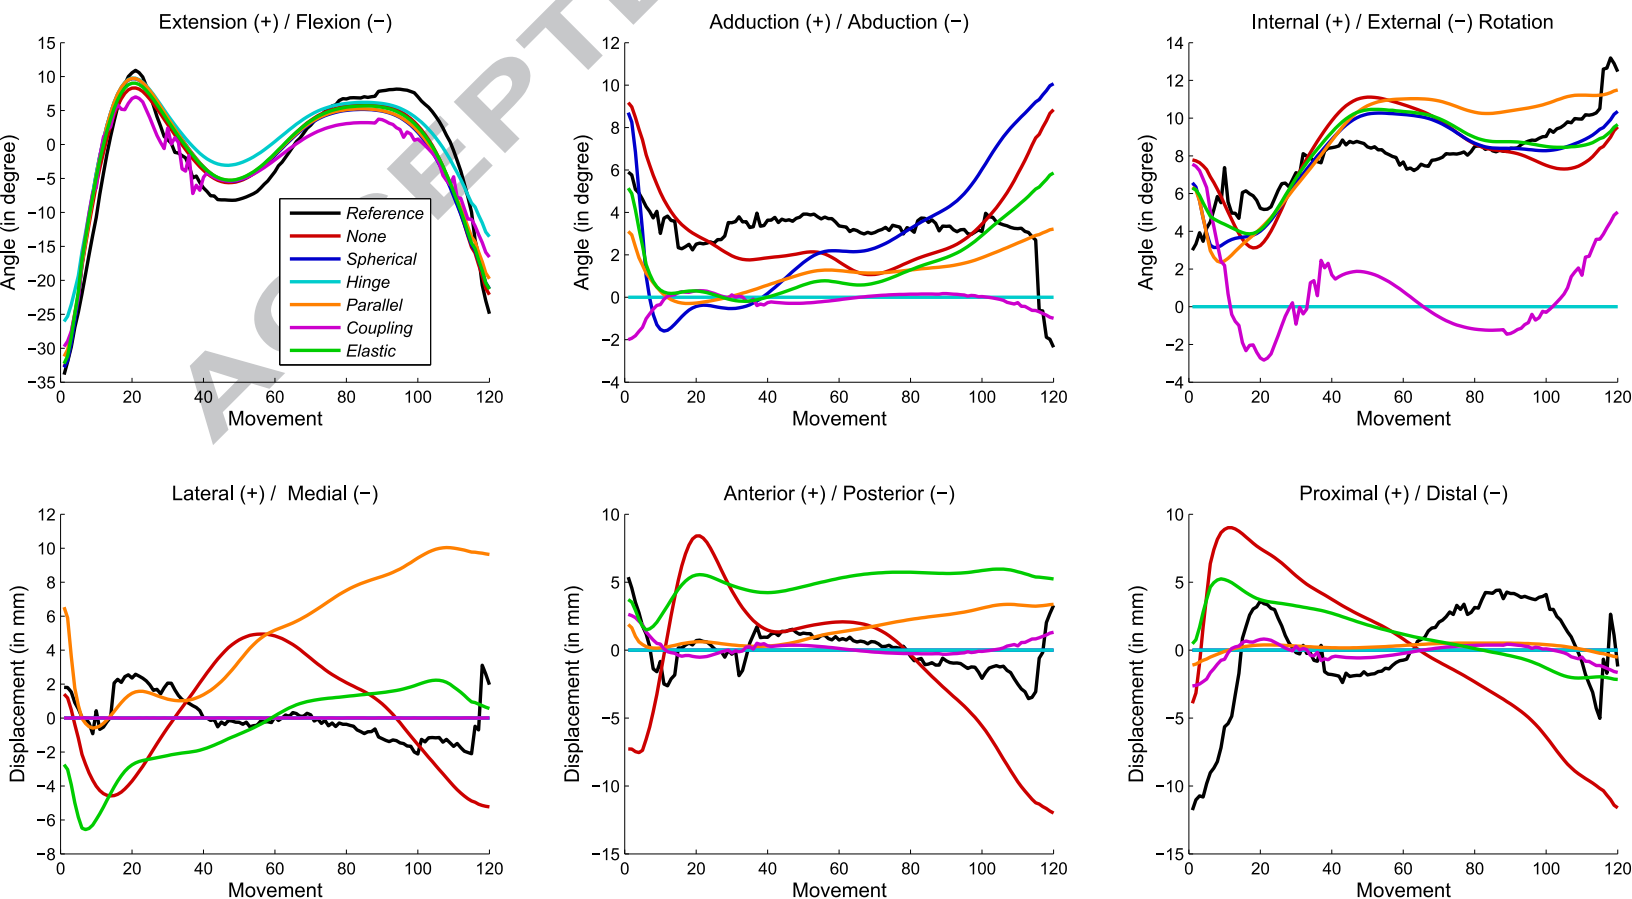 Extension (+) / Flexion (−)
Angle (in degree)
15
10
5
0
−5
−10
−15
−20
−25
−30
−35
0 20 40 60 80 100 120
Movement
Reference
None
Spherical
Hinge
Parallel
Coupling
Elastic
Adduction (+) / Abduction (−)
Angle (in degree)
12
10
8
6
4
2
0
−2
−4
0 20 40 60 80 100 120
Movement
Internal (+) / External (−) Rotation
Angle (in degree)
14
12
10
8
6
4
2
0
−2
−4
0 20 40 60 80 100 120
Movement
ACCEPTE
Lateral (+) / Medial (−)
Displacement (in mm)
12
10
8
6
4
2
0
−2
−4
−6
−8
0 20 40 60 80 100 120
Movement
Anterior (+) / Posterior (−)
Displacement (in mm)
10
5
0
−5
−10
−15
0 20 40 60 80 100 120
Movement
Proximal (+) / Distal (−)
Displacement (in mm)
10
5
0
−5
−10
−15
0 20 40 60 80 100 120
Movement